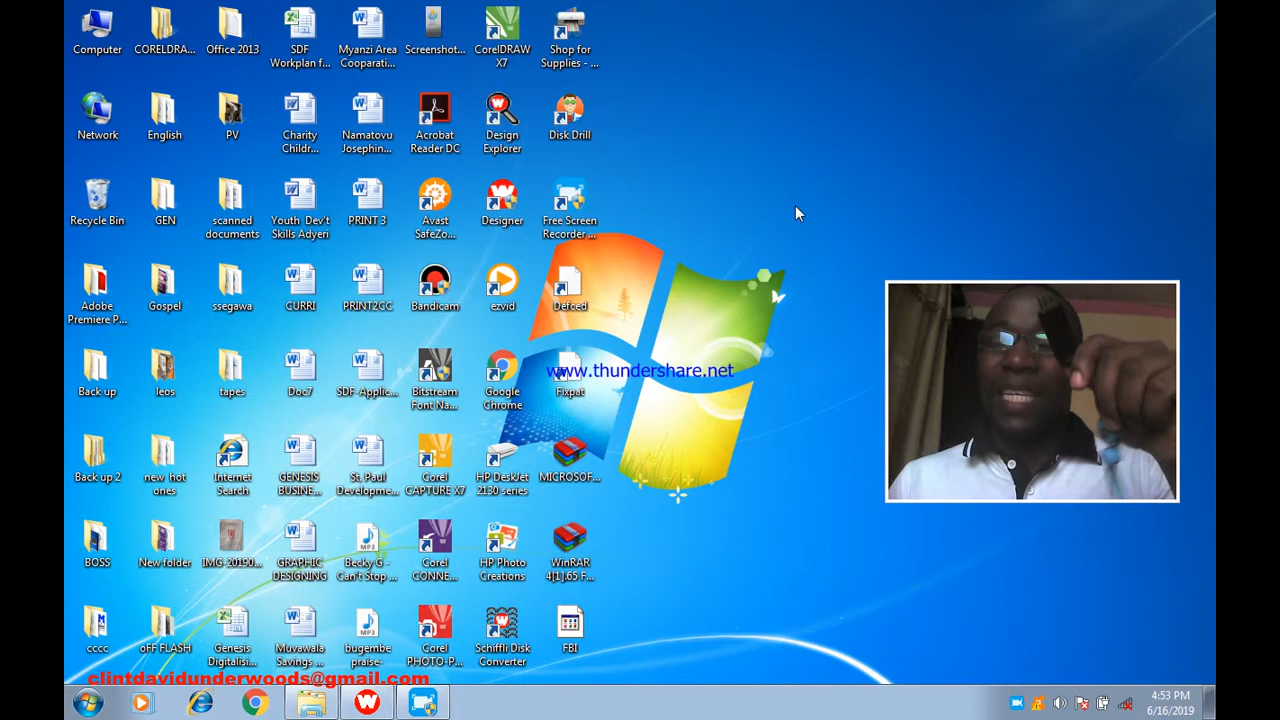 Computer
CORELDRA...
Office 2013
SDF
Workplan f...
Myanzi Area
Cooparati...
Screenshot...
CorelDRAW
X7
Shop for
Supplies - ...
Network
English
PV
Charity
Childr...
Namatovu
Josephin...
Acrobat
Reader DC
Design
Explorer
Disk Drill
Recycle Bin
GEN
scanned
documents
Youth Dev't
Skills Adyeri
PRINT 3
Avast
SafeZo...
Designer
Free Screen
Recorder ...
Adobe
Premiere P...
Gospel
ssegawa
CURRI
PRINT2CC
Bandicam
ezvid
Defced
Back up
leos
tapes
Doc7
SDF-Applic...
Bitstream
Font Na...
Google
Chrome
Fixpat
www.thundershare.net
Back up 2
new hot
ones
Internet
Search
GENESIS
BUSINE...
St. Paul
Developme...
Corel
CAPTURE X7
HP Deskjet
2130 series
MICROSOF...
BOSS
New folder
IMG-20190...
GRAPHIC
DESIGNING
Becky G -
Can't Stop ...
Corel
CONNE...
HP Photo
Creations
WinRAR
4[1].65 F...
cccc
oFF FLASH
Genesis
Digitalisi...
Muvawala
Savings ...
bugembe
praise-
Corel
PHOTO-P...
Schiffli Disk
Converter
FBI
clintdavidunderwoods@gmail.com
4:53 PM
6/16/2019